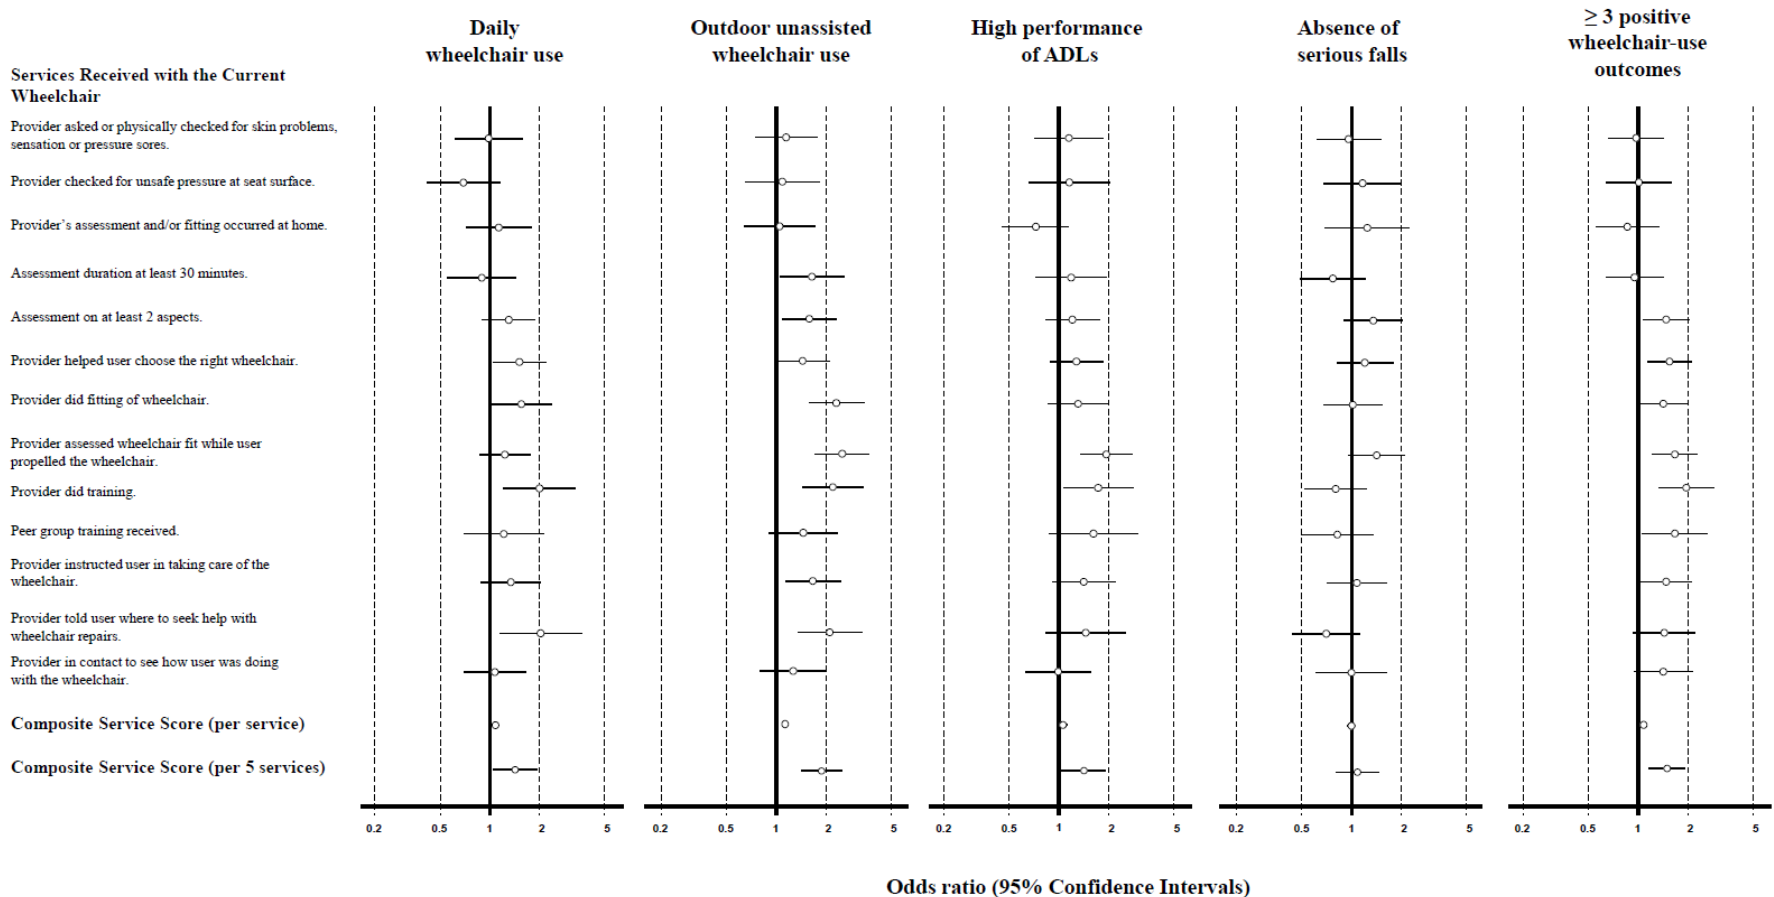 Daily
wheelchair use
Outdoor unassisted
wheelchair use
High performance
of ADLs
Absence of
serious falls
≥ 3 positive
wheelchair-use
outcomes
Services Received with the Current
Wheelchair
Provider asked or physically checked for skin problems,
sensation or pressure sores.
Provider checked for unsafe pressure at seat surface.
Provider's assessment and/or fitting occurred at home.
Assessment duration at least 30 minutes.
Assessment on at least 2 aspects.
Provider helped user choose the right wheelchair.
Provider did fitting of wheelchair.
Provider assessed wheelchair fit while user
propelled the wheelchair.
Provider did training.
Peer group training received.
Provider instructed user in taking care of the
wheelchair.
Provider told user where to seek help with
wheelchair repairs.
Provider in contact to see how user was doing
with the wheelchair.
Composite Service Score (per service)
Composite Service Score (per 5 services)
0.2 0.5 1 2 5
0.2 0.5 1 2 5
0.2 0.5 1 2 5
0.2 0.5 1 2 5
0.2 0.5 1 2 5
Odds ratio (95% Confidence Intervals)